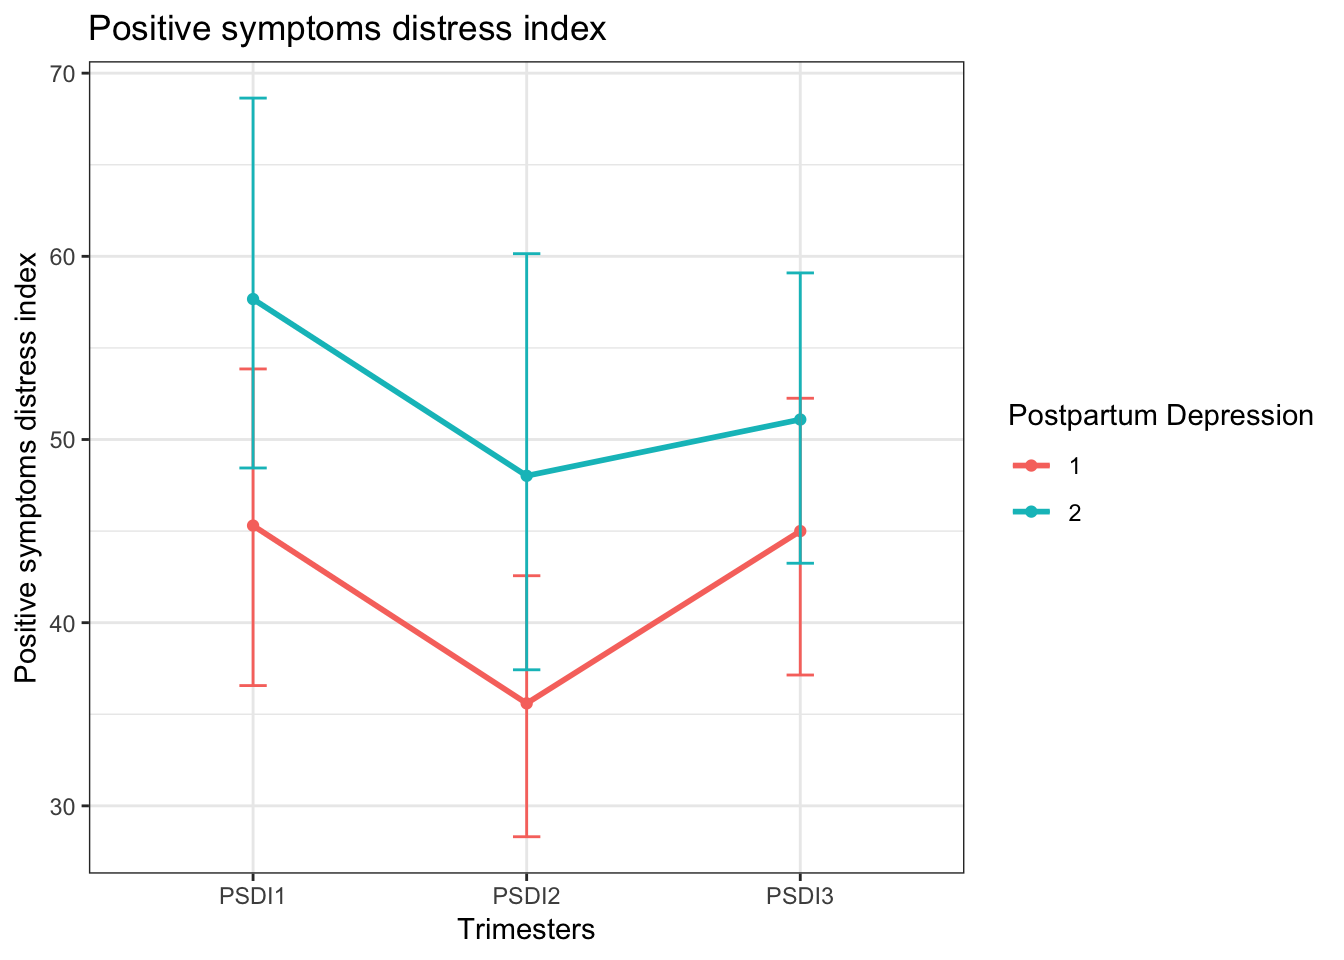 Positive symptoms distress index
Positive symptoms distress index
70
60
50
40
30
PSDI1
PSDI2
PSDI3
Trimesters
Postpartum Depression
1
2